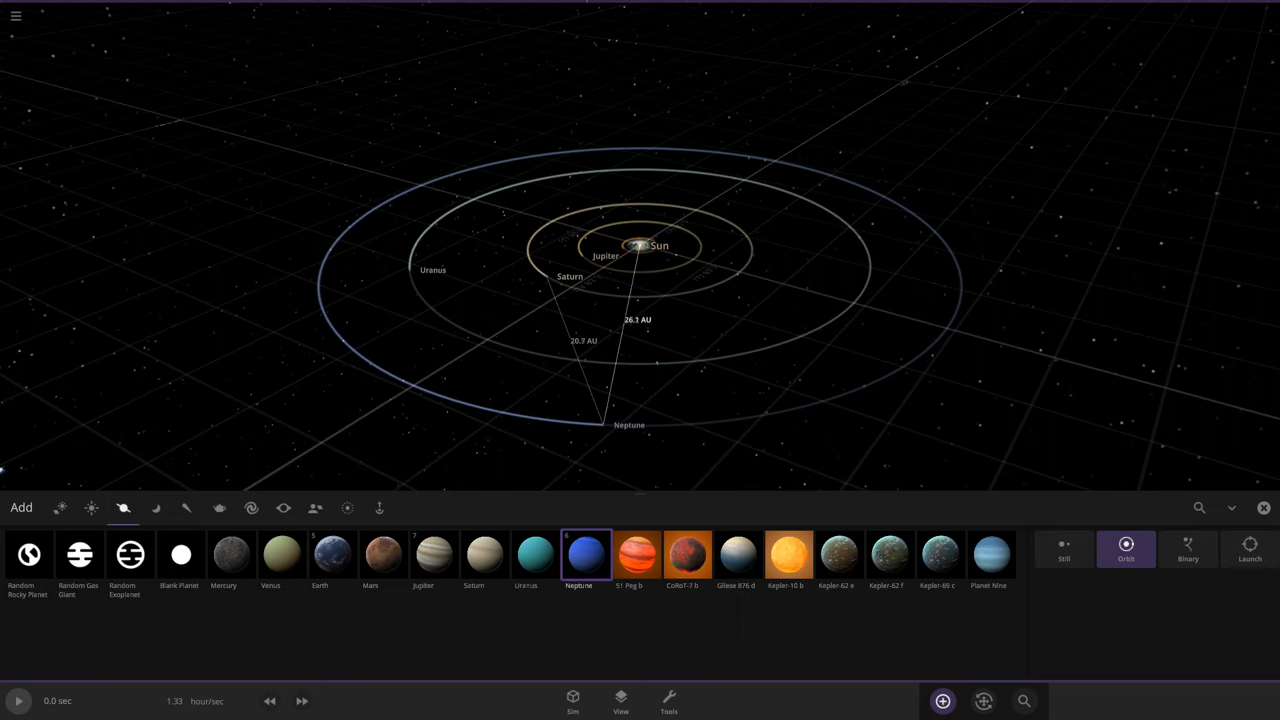 Sun
Jupiter
Uranus
Saturn
26.1 AU
20.7 AU
Neptune
Add
5
7
6
Random Rocky Planet
Random Gas Giant
Random Exoplanet
Blank Planet
Mercury
Venus
Earth
Mars
Jupiter
Saturn
Uranus
Neptune
51 Peg b
CoRoT-7 b
Gliese 876 d
Kepler-10 b
Kepler-62 e
Kepler-62 f
Kepler-69 c
Planet Nine
Still
Orbit
Binary
Launch
0.0 sec
1.33 hour/sec
Sim
View
Tools